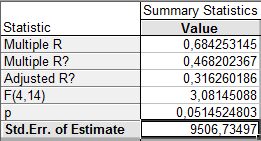 Summary Statistics
Statistic Value
Multiple R 0,684253145
Multiple R? 0,468202367
Adjusted R? 0,316260186
F(4,14) 3,08145088
p 0,0514524803
Std.Err. of Estimate 9506,73497